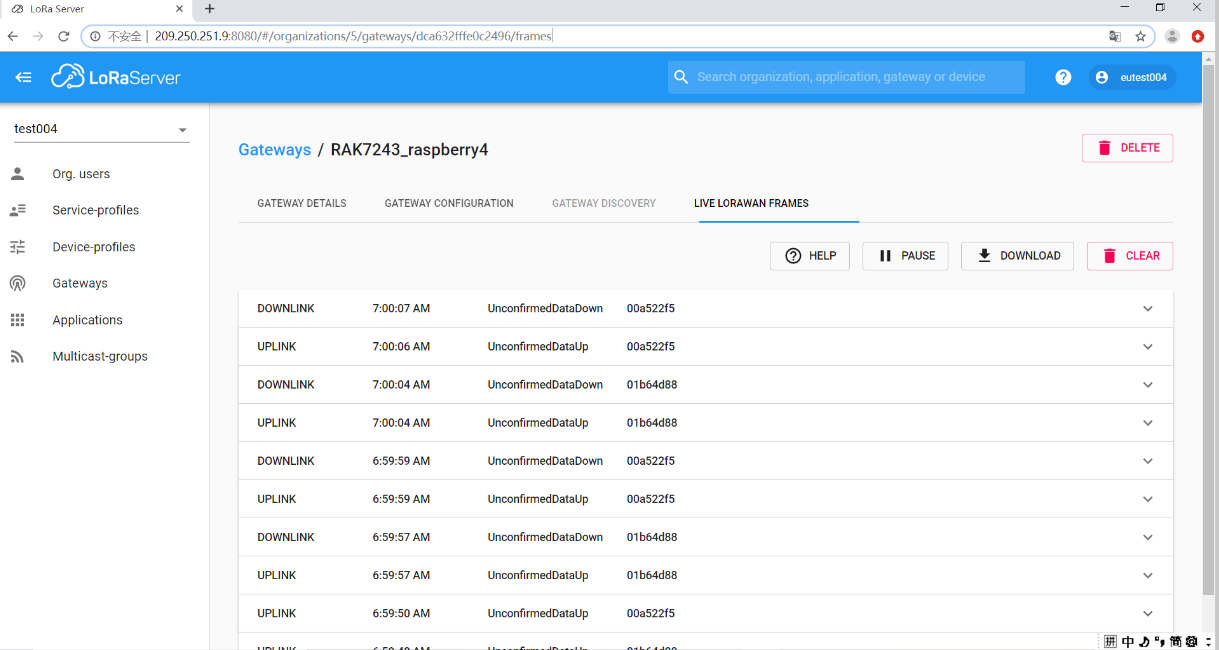 LoRa Server
不安全 | 209.250.251.9:8080/#/organizations/5/gateways/dca632fffe0c2496/frames
LoRaServer
Search organization, application, gateway or device
eutest004
test004
Org. users
Service-profiles
Device-profiles
Gateways
Applications
Multicast-groups
Gateways / RAK7243_raspberry4
DELETE
GATEWAY DETAILS GATEWAY CONFIGURATION GATEWAY DISCOVERY LIVE LORAWAN FRAMES
HELP PAUSE DOWNLOAD CLEAR
DOWNLINK 7:00:07 AM UnconfirmedDataDown 00a522f5
UPLINK 7:00:06 AM UnconfirmedDataUp 00a522f5
DOWNLINK 7:00:04 AM UnconfirmedDataDown 01b64d88
UPLINK 7:00:04 AM UnconfirmedDataUp 01b64d88
DOWNLINK 6:59:59 AM UnconfirmedDataDown 00a522f5
UPLINK 6:59:59 AM UnconfirmedDataUp 00a522f5
DOWNLINK 6:59:57 AM UnconfirmedDataDown 01b64d88
UPLINK 6:59:57 AM UnconfirmedDataUp 01b64d88
UPLINK 6:59:50 AM UnconfirmedDataUp 00a522f5
拼 中 简